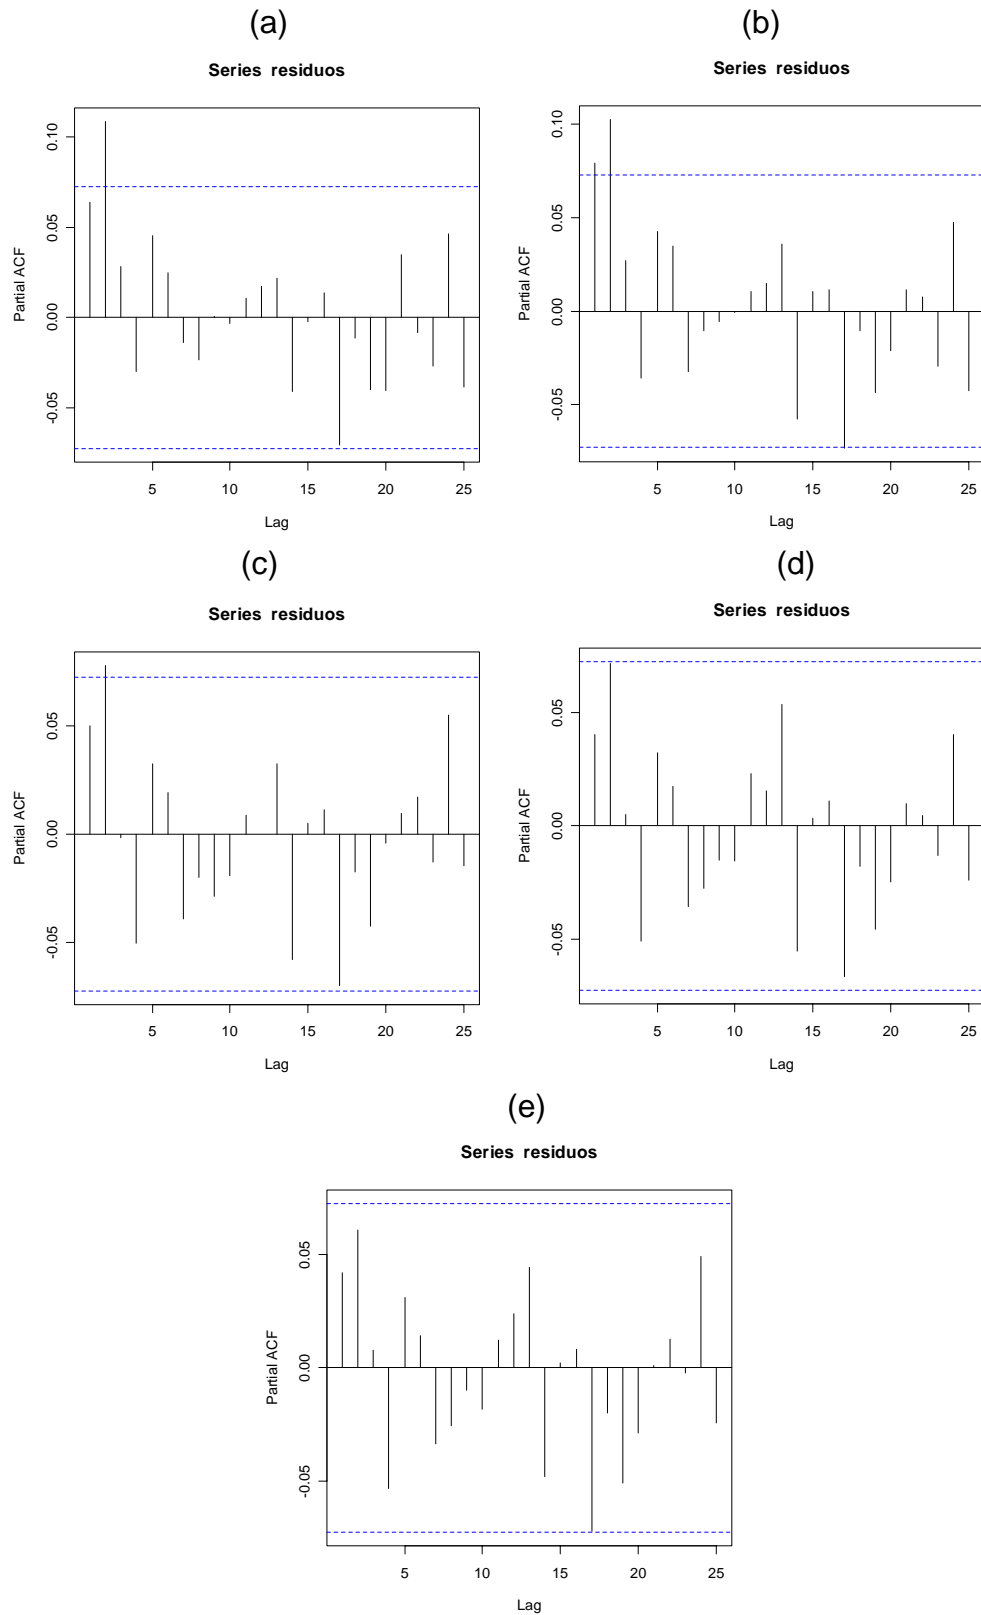 (a)
Series residuos
Partial ACF
0.10
0.05
0.00
-0.05
5 10 15 20 25
Lag
(b)
Series residuos
Partial ACF
0.10
0.05
0.00
-0.05
5 10 15 20 25
Lag
(c)
Series residuos
Partial ACF
0.05
0.00
-0.05
5 10 15 20 25
Lag
(d)
Series residuos
Partial ACF
0.05
0.00
-0.05
5 10 15 20 25
Lag
(e)
Series residuos
Partial ACF
0.05
0.00
-0.05
5 10 15 20 25
Lag